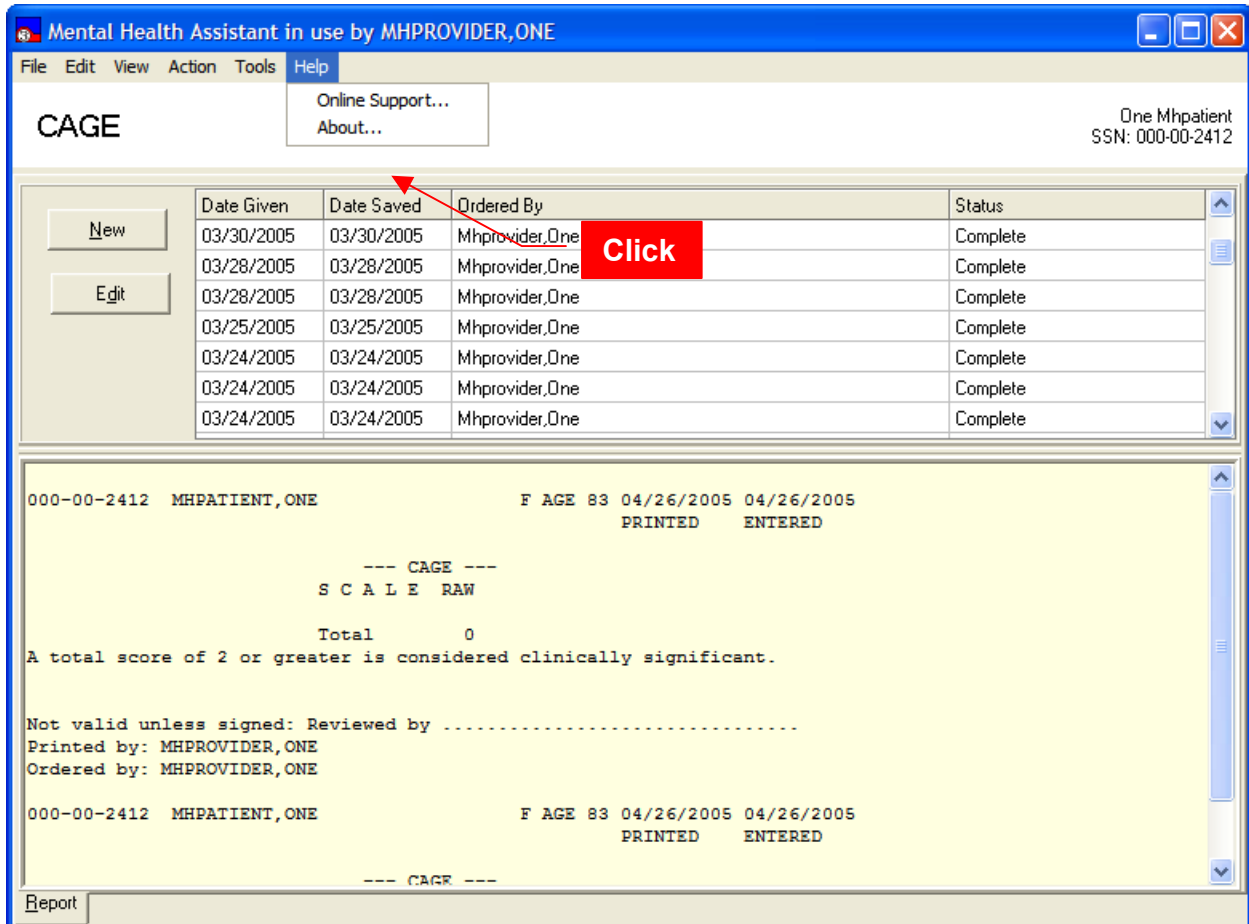 Mental Health Assistant in use by MHPROVIDER,ONE
File Edit View Action Tools Help
Online Support...
About...
CAGE
One Mhpatient
SSN: 000-00-2412
New
Edit
Date Given Date Saved Ordered By Status
03/30/2005 03/30/2005 Mhprovider,One Complete
03/28/2005 03/28/2005 Mhprovider,One Complete
03/28/2005 03/28/2005 Mhprovider,One Complete
03/25/2005 03/25/2005 Mhprovider,One Complete
03/24/2005 03/24/2005 Mhprovider,One Complete
03/24/2005 03/24/2005 Mhprovider,One Complete
03/24/2005 03/24/2005 Mhprovider,One Complete
Click
000-00-2412 MHPATIENT,ONE F AGE 83 04/26/2005 04/26/2005
PRINTED ENTERED
--- CAGE ---
S C A L E RAW
Total 0
A total score of 2 or greater is considered clinically significant.
Not valid unless signed: Reviewed by ................................
Printed by: MHPROVIDER,ONE
Ordered by: MHPROVIDER,ONE
000-00-2412 MHPATIENT,ONE F AGE 83 04/26/2005 04/26/2005
PRINTED ENTERED
--- CAGE ---
Report